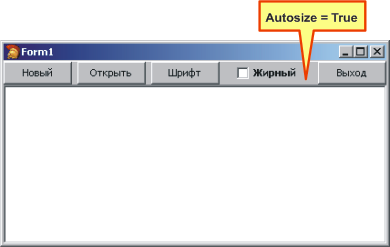 Autosize = True
Form1
Новый Открыть Шрифт Жирный Выход